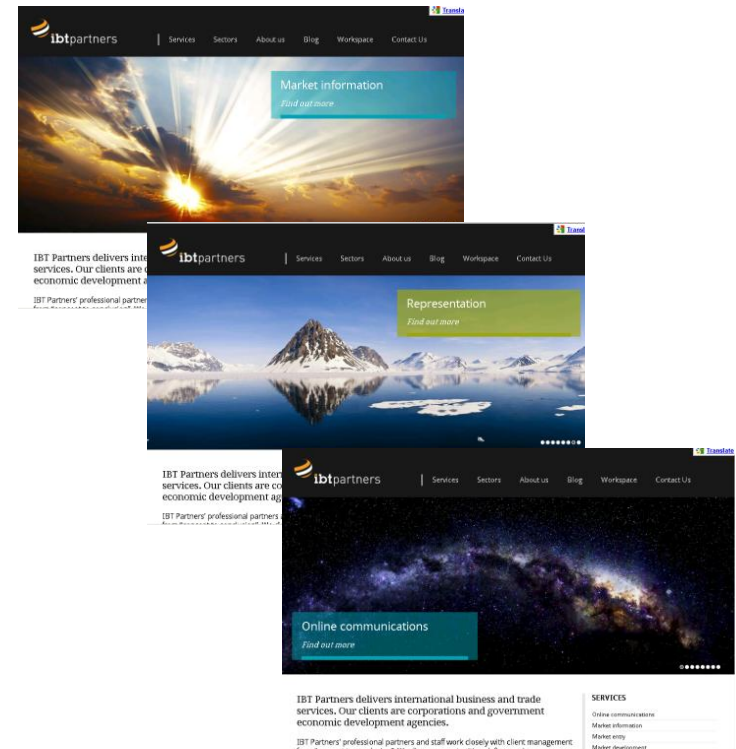 Transla
ibtpartners
Services Sectors About us Blog Workspace Contact Us
Market information
Find out more
IBT Partners delivers inte
services. Our clients are c
economic development a
IBT Partners' professional partner
Transl
ibtpartners
Services Sectors About us Blog Workspace Contact Us
Representation
Find out more
IBT Partners delivers inter
services. Our clients are co
economic development ag
IBT Partners' professional partners
Translate
ibtpartners
Services Sectors About us Blog Workspace Contact Us
Online communications
Find out more
IBT Partners delivers international business and trade
services. Our clients are corporations and government
economic development agencies.
IBT Partners' professional partners and staff work closely with client management
SERVICES
Online communications
Market information
Market entry
Market development